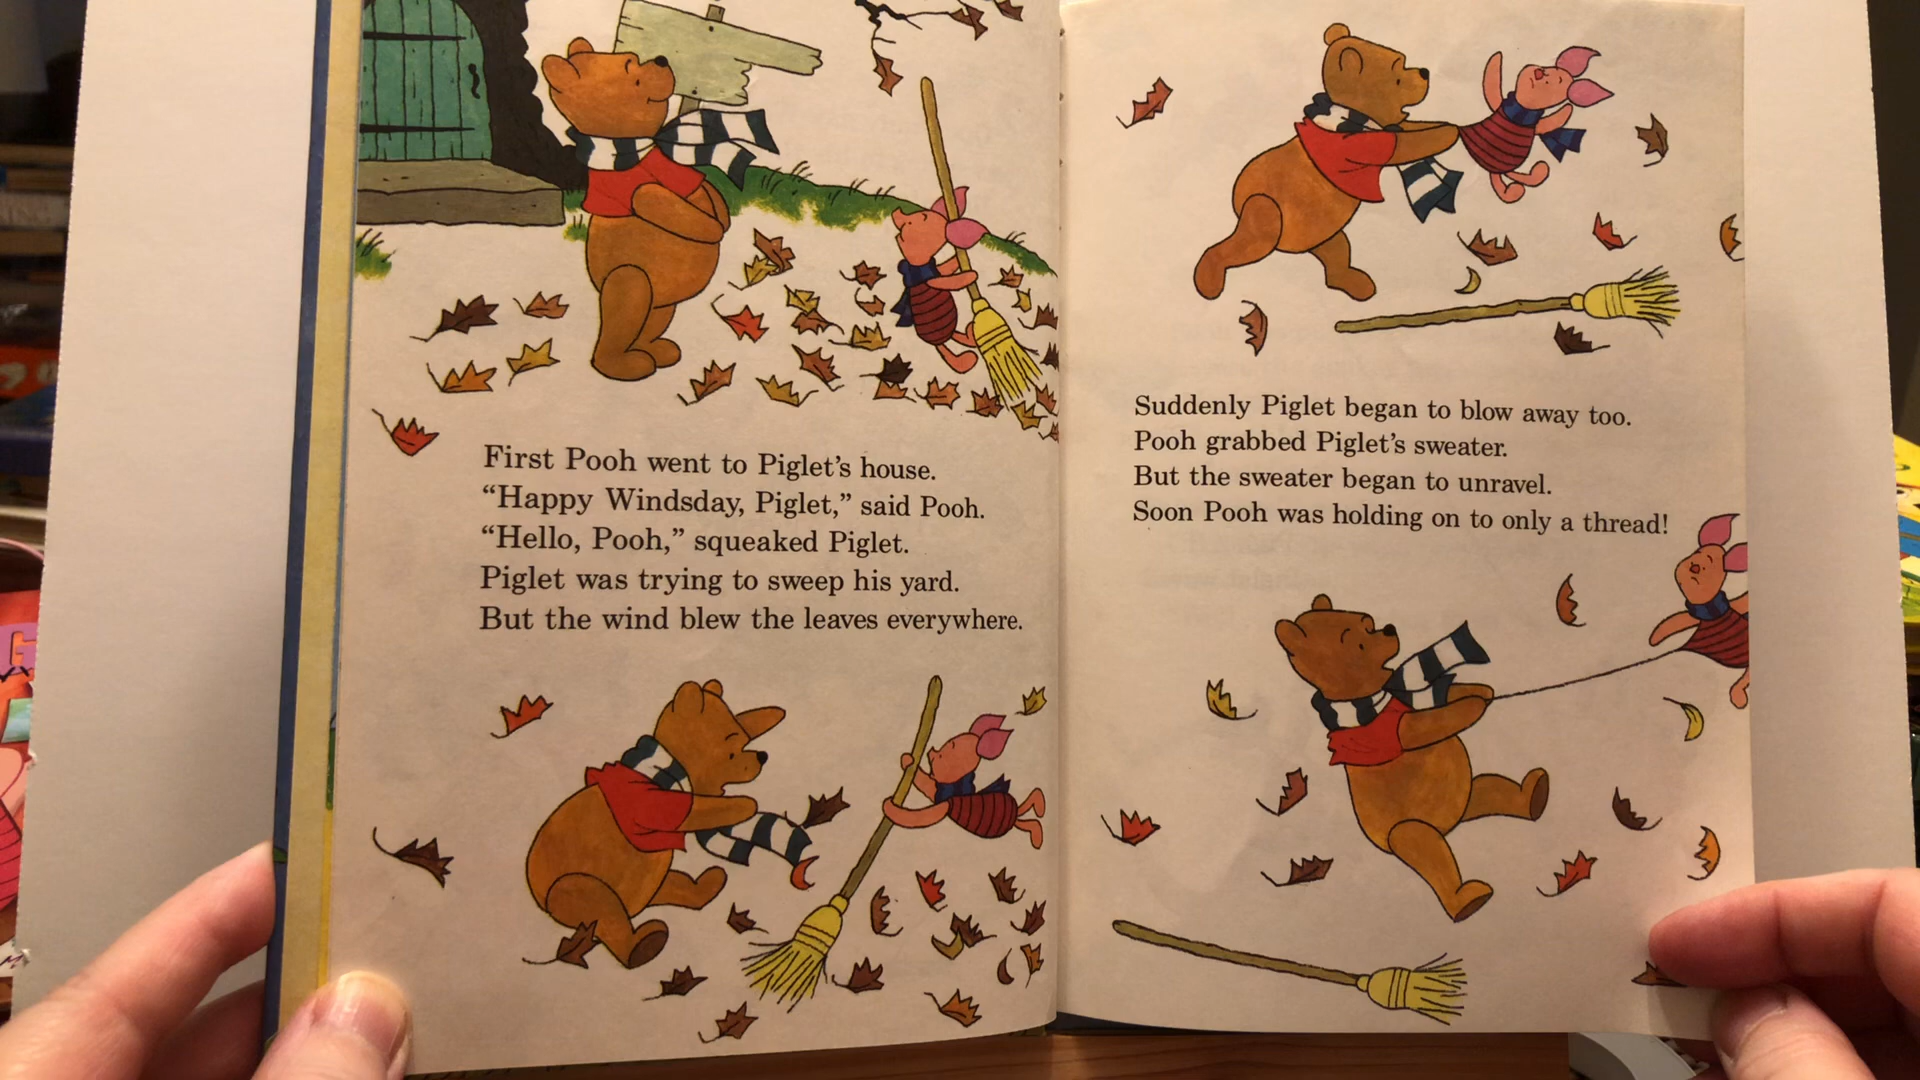 First Pooh went to Piglet's house.
“Happy Windsday, Piglet,” said Pooh.
“Hello, Pooh,” squeaked Piglet.
Piglet was trying to sweep his yard.
But the wind blew the leaves everywhere.
Suddenly Piglet began to blow away too.
Pooh grabbed Piglet's sweater.
But the sweater began to unravel.
Soon Pooh was holding on to only a thread!